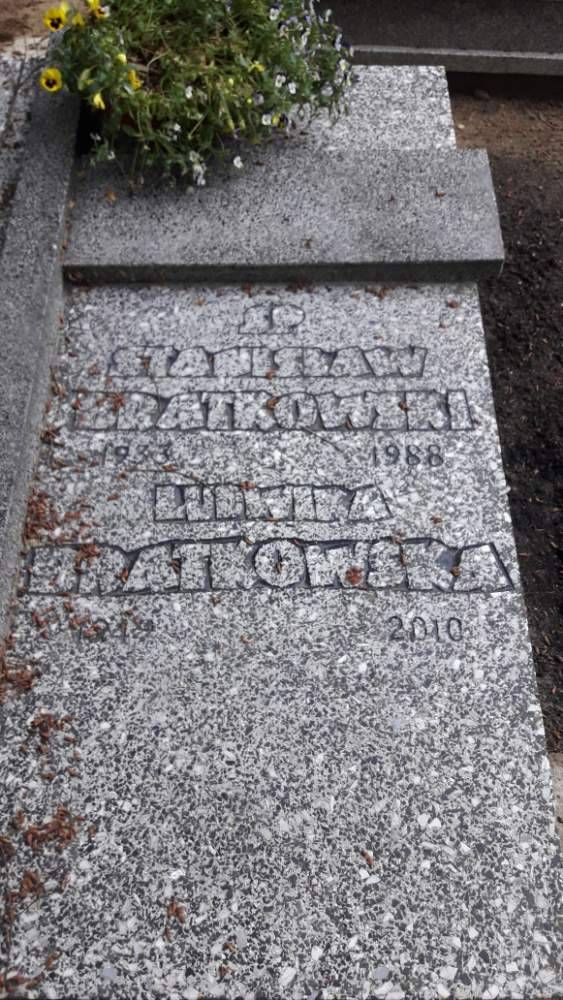 ŚP
STANISŁAW
BRATKOWSKI
1933 1988
LUDWIKA
BRATKOWSKA
2010